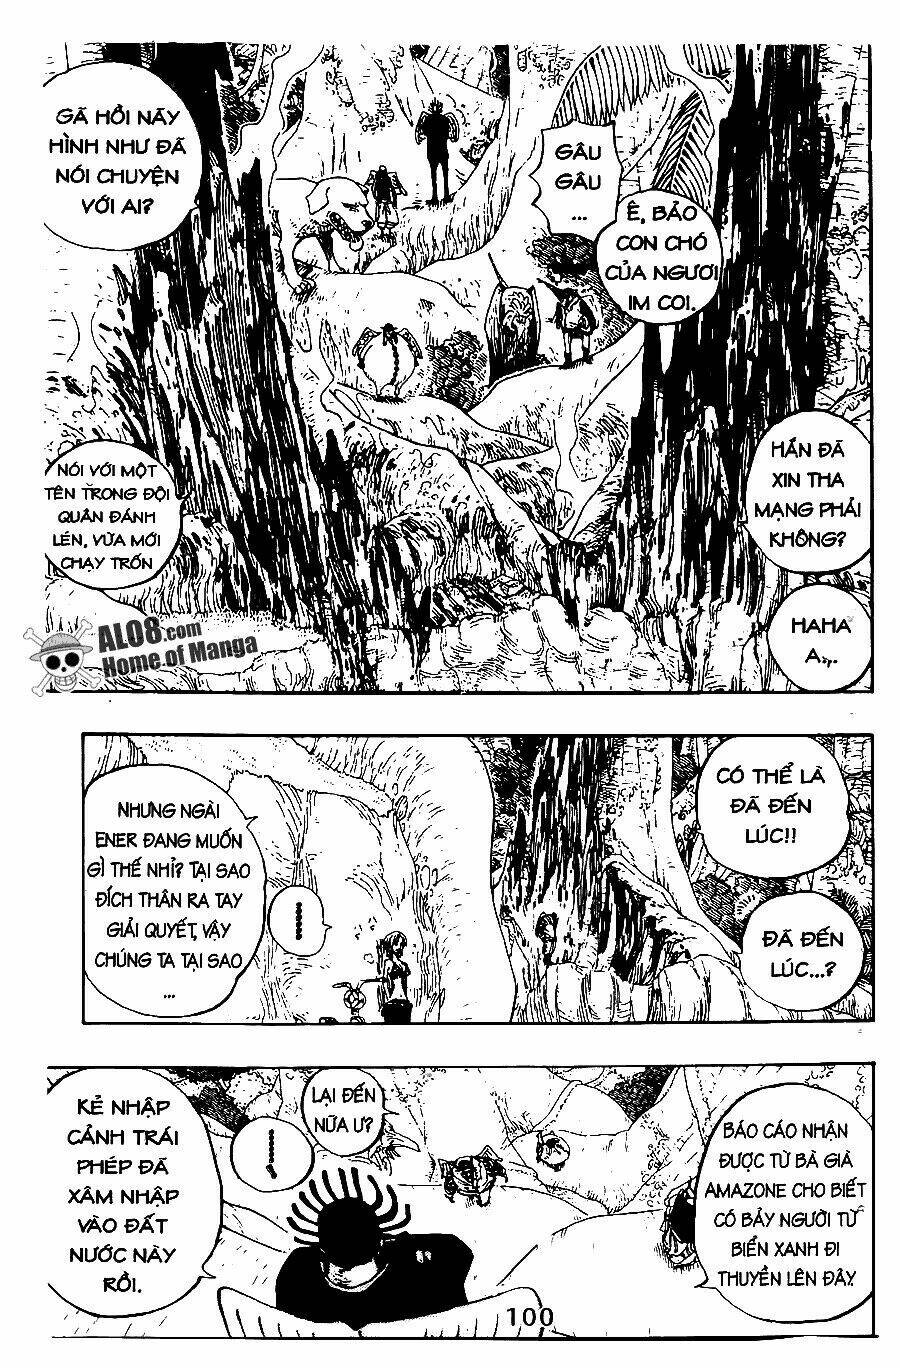 GÂU
GÂU
...
Ê, BẢO
CON CHÓ
CỦA NGƯƠI
IM COI.
GÃ HỒI NÃY
HÌNH NHƯ ĐÃ
NÓI CHUYỆN
VỚI AI?
HẮN ĐÃ
XIN THA
MẠNG PHẢI
KHÔNG?
HAHA
A...
NÓI VỚI MỘT
TÊN TRONG ĐỘI
QUÂN ĐÁNH
LÉN, VỪA MỚI
CHẠY TRỐN
AL08.com
Home of Manga
CÓ THỂ LÀ
ĐÃ ĐẾN
LÚC!!
ĐÃ ĐẾN
LÚC...?
NHƯNG NGÀI
ENER ĐANG MUỐN
GÌ THẾ NHỈ? TẠI SAO
ĐÍCH THÂN RA TAY
GIẢI QUYẾT, VẬY
CHÚNG TA TẠI SAO
...
BÁO CÁO NHẬN
ĐƯỢC TỪ BÀ GIÀ
AMAZONE CHO BIẾT
CÓ BẢY NGƯỜI TỪ
BIỂN XANH ĐI
THUYỀN LÊN ĐÂY.
LẠI ĐẾN
NỮA Ư?
KẺ NHẬP
CẢNH TRÁI
PHÉP ĐÃ
XÂM NHẬP
VÀO ĐẤT
NƯỚC NÀY
RỒI.
100